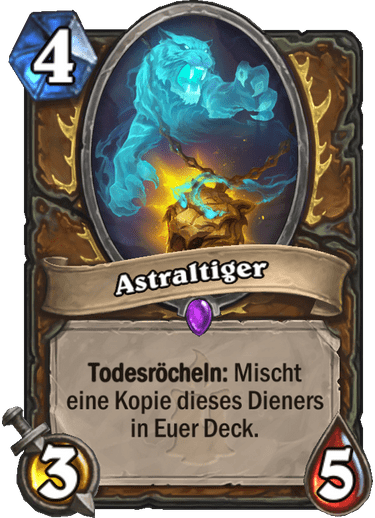 4
Astraltiger
Todesröcheln: Mischt
eine Kopie dieses Dieners
in Euer Deck.
3
5